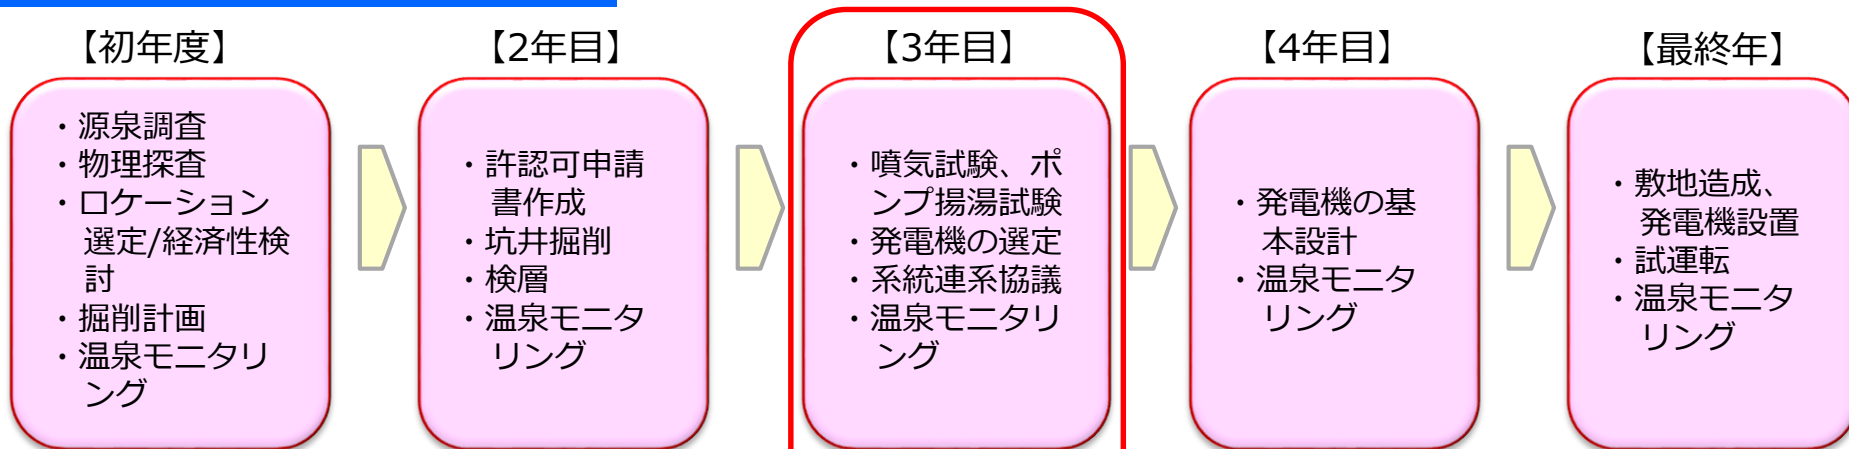 【初年度】
・源泉調査
・物理探査
・ロケーション
選定/経済性検
討
・掘削計画
・温泉モニタリ
ング
【2年目】
・許認可申請
書作成
・坑井掘削
・検層
・温泉モニタ
リング
【3年目】
・噴気試験、ポ
ンプ揚湯試験
・発電機の選定
・系統連系協議
・温泉モニタリ
ング
【4年目】
・発電機の基
本設計
・温泉モニタ
リング
【最終年】
・敷地造成、
発電機設置
・試運転
・温泉モニタ
リング